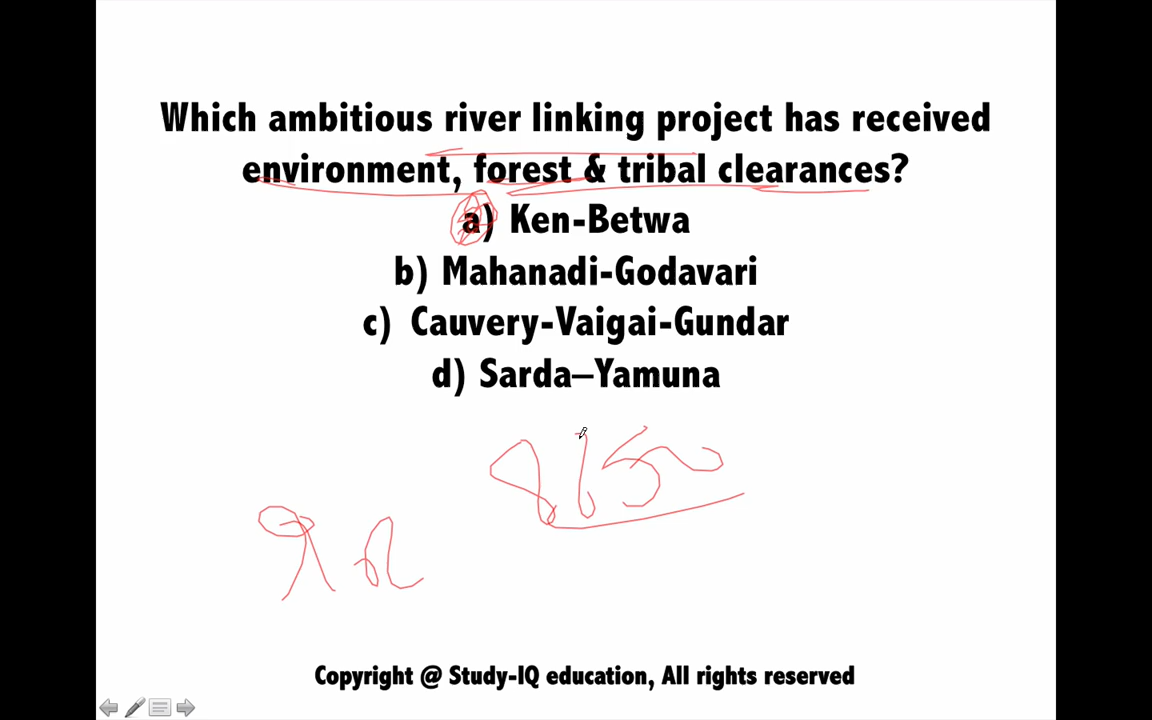 Which ambitious river linking project has received
environment, forest & tribal clearances?
a) Ken-Betwa
b) Mahanadi-Godavari
c) Cauvery-Vaigai-Gundar
d) Sarda–Yamuna
Copyright @ Study-IQ education, All rights reserved